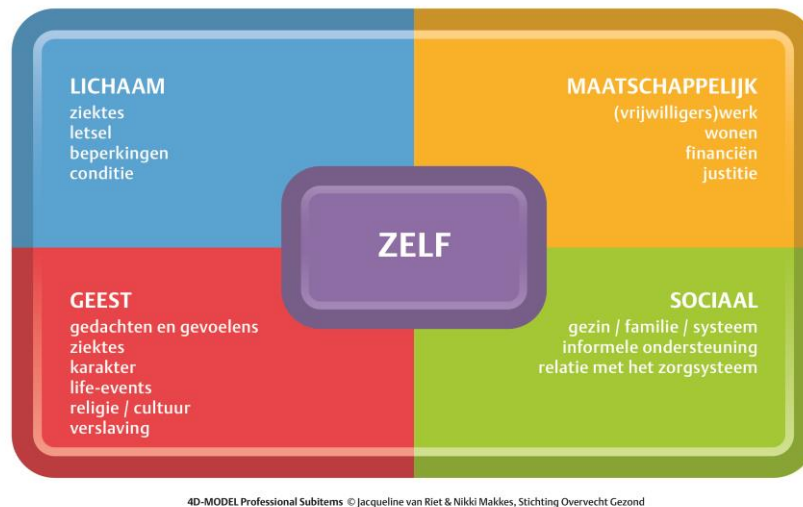 LICHAAM
ziektes
letsel
beperkingen
conditie
MAATSCHAPPELIJK
(vrijwilligers)werk
wonen
financiën
justitie
ZELF
GEEST
gedachten en gevoelens
ziektes
karakter
life-events
religie / cultuur
verslaving
SOCIAAL
gezin / familie / systeem
informele ondersteuning
relatie met het zorgsysteem
4D-MODEL Professional Subitems © Jacqueline van Riet & Nikki Makkes, Stichting Overvecht Gezond